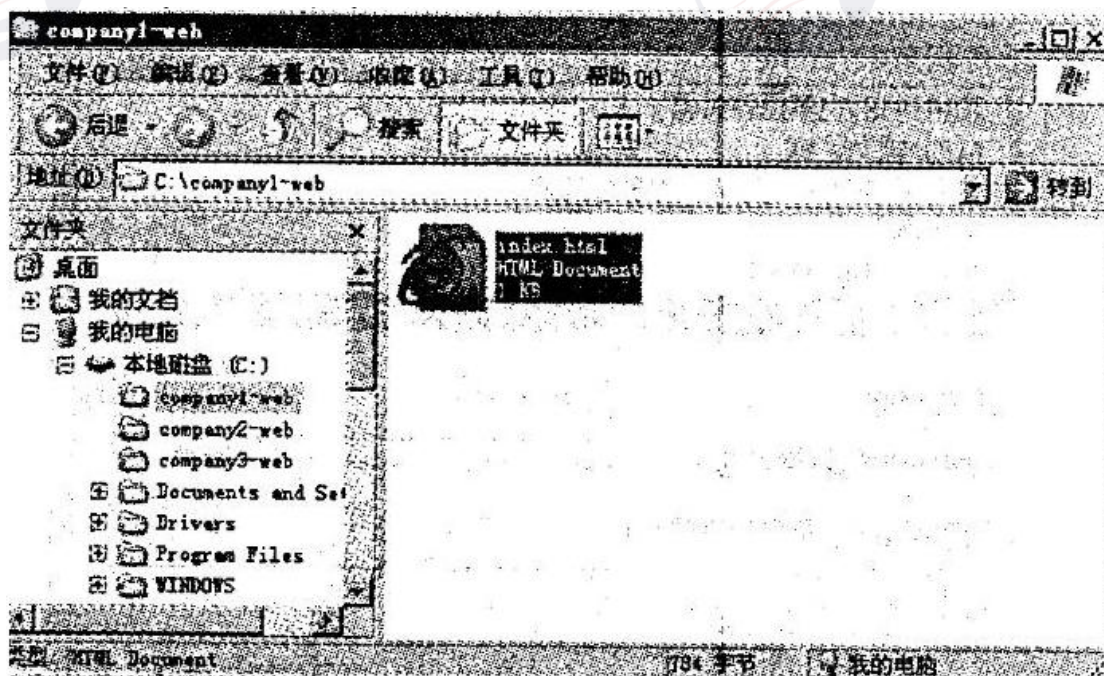 company1-web
文件(F) 编辑(E) 查看(V) 收藏(A) 工具(T) 帮助(H)
后退 搜索 文件夹
地址(D) C:\company1-web 转到
文件夹
桌面
我的文档
我的电脑
本地磁盘 (C:)
company1-web
company2-web
company3-web
Documents and Set
Drivers
Program Files
WINDOWS
index.html
HTML Document
1 KB
类型: HTML Document 784 字节 我的电脑